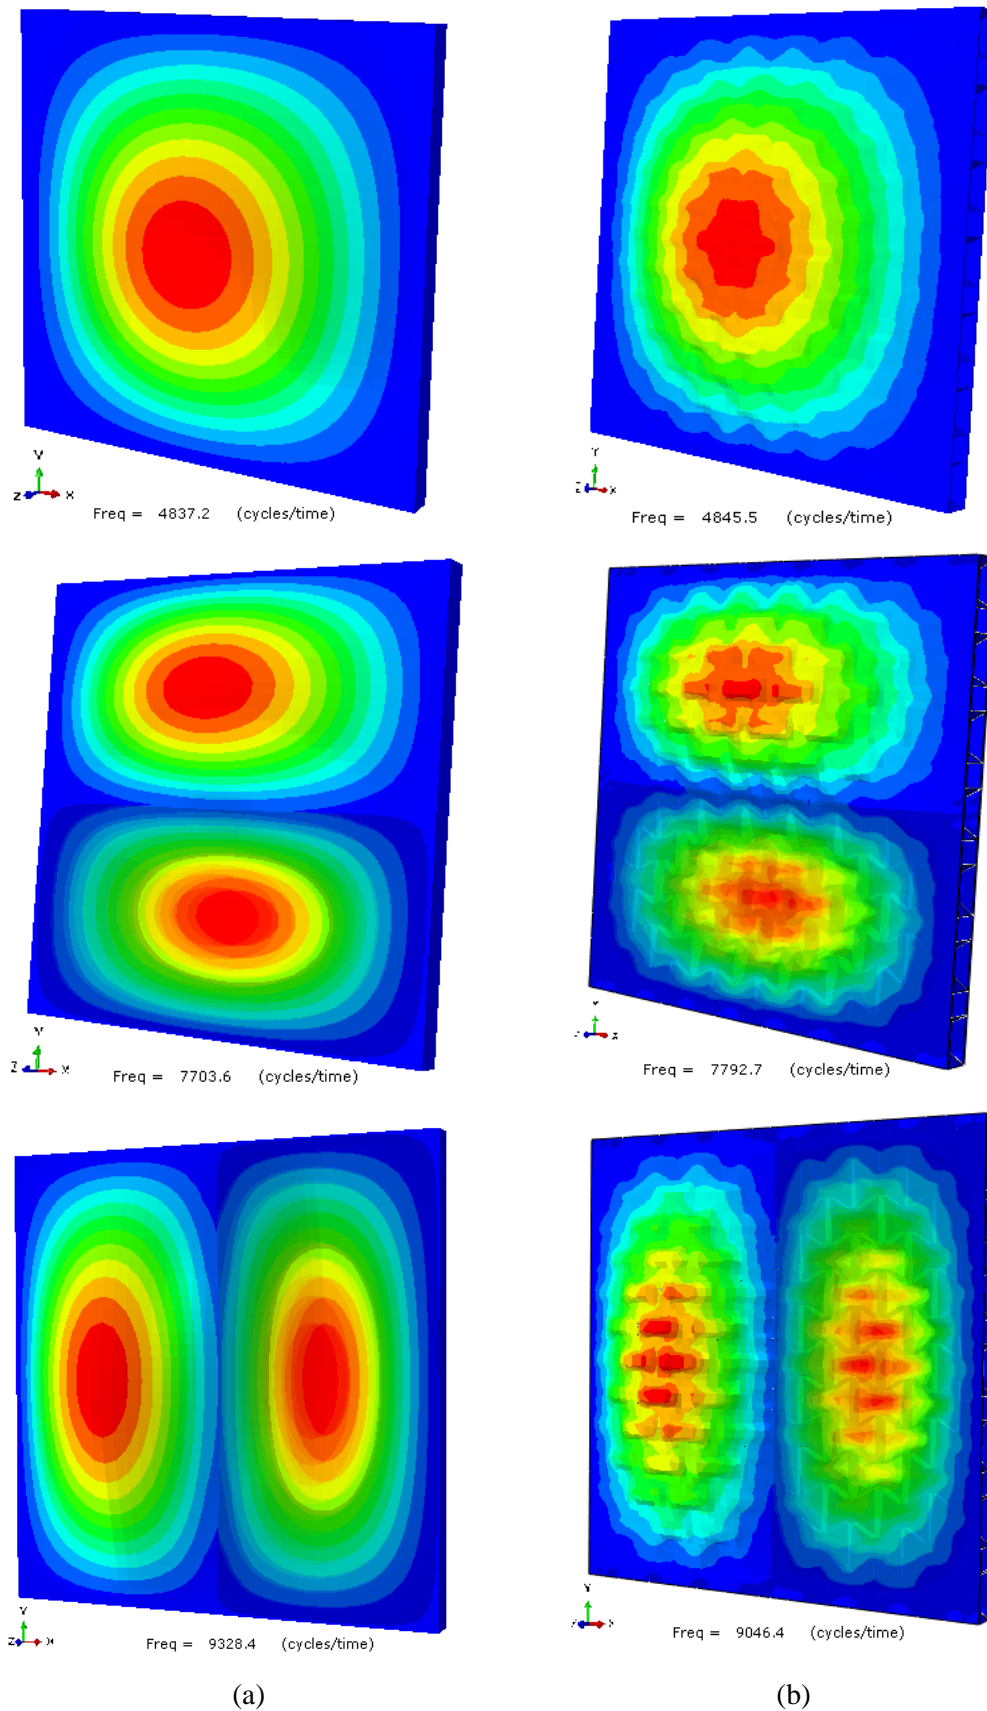 Y
Z X
Freq = 4837.2 (cycles/time)
Y
Z X
Freq = 4845.5 (cycles/time)
Y
Z X
Freq = 7703.6 (cycles/time)
Freq = 7792.7 (cycles/time)
Y
Z X
Freq = 9328.4 (cycles/time)
Y
Freq = 9046.4 (cycles/time)
(a)
(b)